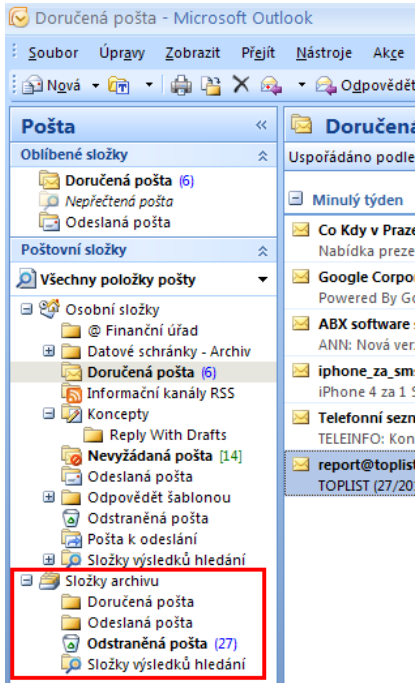 Doručená pošta - Microsoft Outlook
Soubor Úpravy Zobrazit Přejít Nástroje Akce
Nová Odpovědět
Pošta
Oblíbené složky
Doručená pošta (6)
Nepřečtená pošta
Odeslaná pošta
Poštovní složky
Všechny položky pošty
Osobní složky
@ Finanční úřad
Datové schránky - Archiv
Doručená pošta (6)
Informační kanály RSS
Koncepty
Reply With Drafts
Nevyžádaná pošta [14]
Odeslaná pošta
Odpovědět šablonou
Odstraněná pošta
Pošta k odeslání
Složky výsledků hledání
Složky archivu
Doručená pošta
Odeslaná pošta
Odstraněná pošta (27)
Složky výsledků hledání
Doručená
Uspořádáno podle
Minulý týden
Co Kdy v Praze
Nabídka preze
Google Corpor
Powered By Go
ABX software
ANN: Nová ver
iphone_za_sms
iPhone 4 za 1 S
Telefonní sezn
TELEINFO: Kon
report@toplist
TOPLIST (27/20